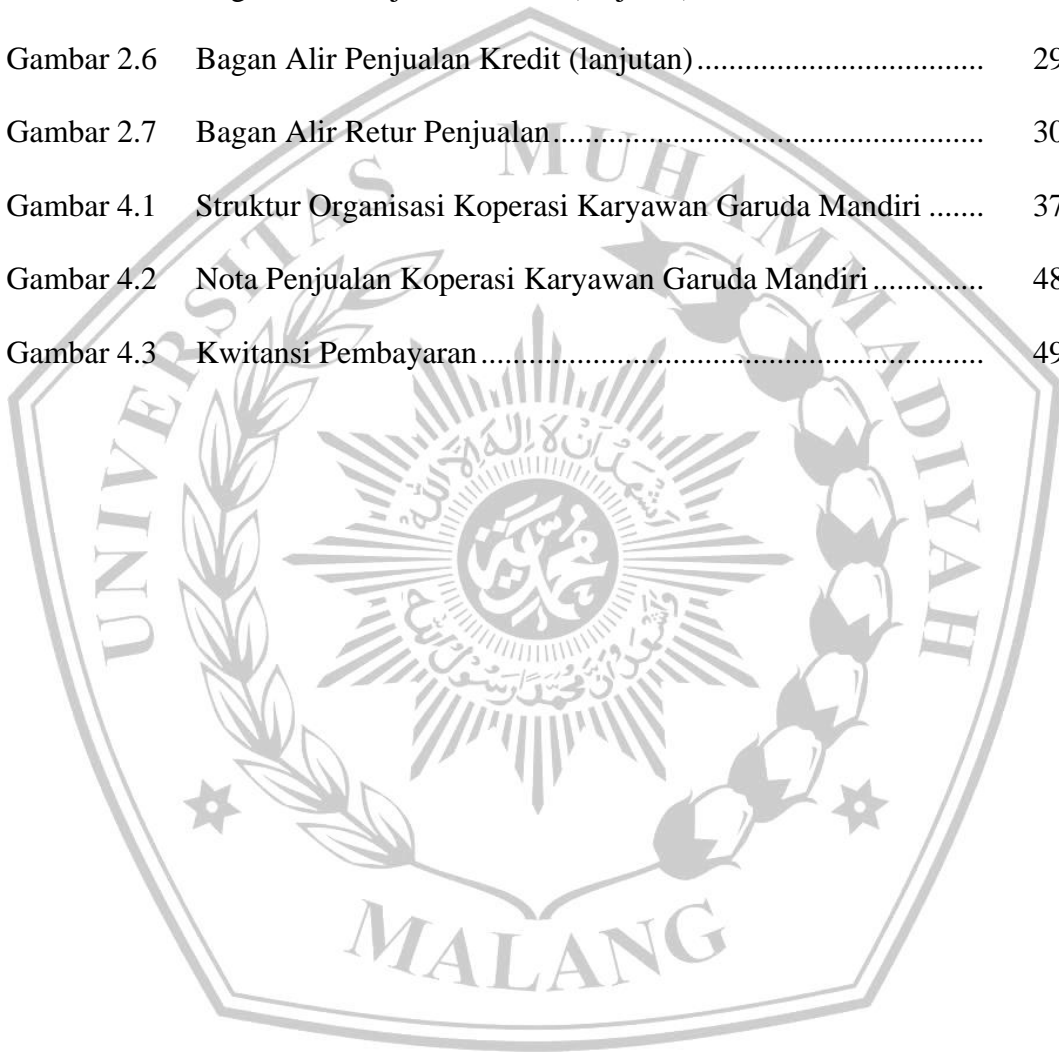 Gambar 2.6 Bagan Alir Penjualan Kredit (lanjutan)................................... 29
Gambar 2.7 Bagan Alir Retur Penjualan..................................................... 30
Gambar 4.1 Struktur Organisasi Koperasi Karyawan Garuda Mandiri ....... 37
Gambar 4.2 Nota Penjualan Koperasi Karyawan Garuda Mandiri.............. 48
Gambar 4.3 Kwitansi Pembayaran.............................................................. 49
UNIVERSITAS MUHAMMADIYAH
MALANG